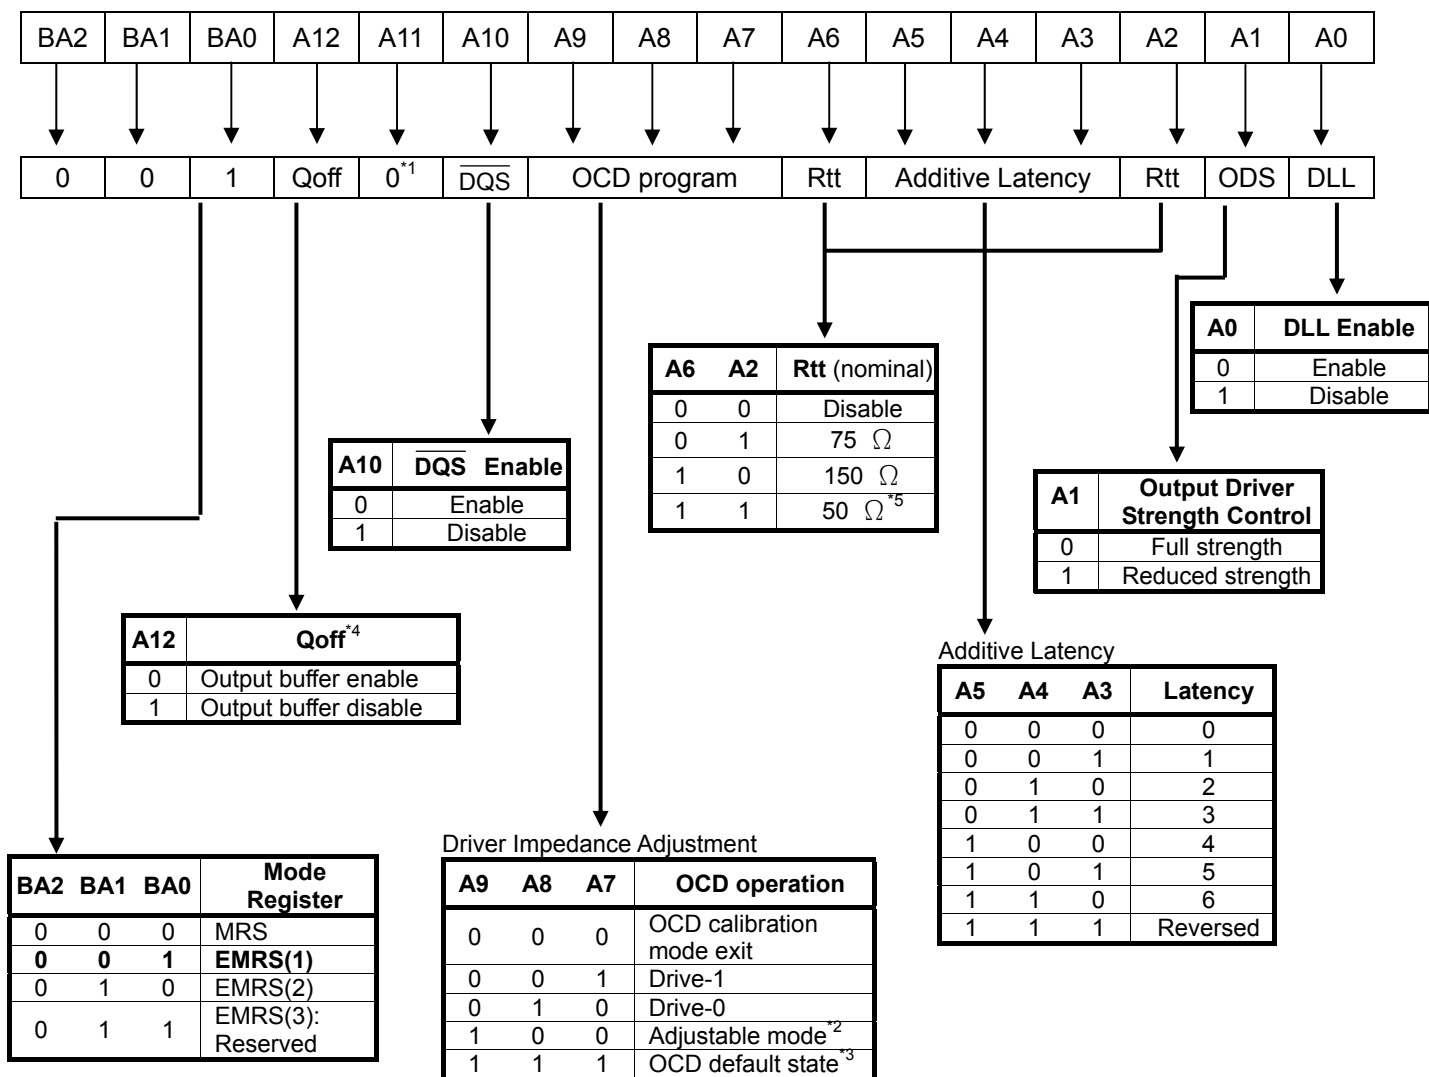 BA2 BA1 BA0 A12 A11 A10 A9 A8 A7 A6 A5 A4 A3 A2 A1 A0
0 0 1 Qoff 0*1 DQS OCD program Rtt Additive Latency Rtt ODS DLL
A0 DLL Enable
0 Enable
1 Disable
A6 A2 Rtt (nominal)
0 0 Disable
0 1 75 Ω
1 0 150 Ω
1 1 50 Ω*5
A10 DQS Enable
0 Enable
1 Disable
A1 Output Driver
Strength Control
0 Full strength
1 Reduced strength
A12 Qoff*4
0 Output buffer enable
1 Output buffer disable
Additive Latency
A5 A4 A3 Latency
0 0 0 0
0 0 1 1
0 1 0 2
0 1 1 3
1 0 0 4
1 0 1 5
1 1 0 6
1 1 1 Reversed
BA2 BA1 BA0 Mode
Register
0 0 0 MRS
0 0 1 EMRS(1)
0 1 0 EMRS(2)
0 1 1 EMRS(3):
Reserved
Driver Impedance Adjustment
A9 A8 A7 OCD operation
0 0 0 OCD calibration
mode exit
0 0 1 Drive-1
0 1 0 Drive-0
1 0 0 Adjustable mode*2
1 1 1 OCD default state*3